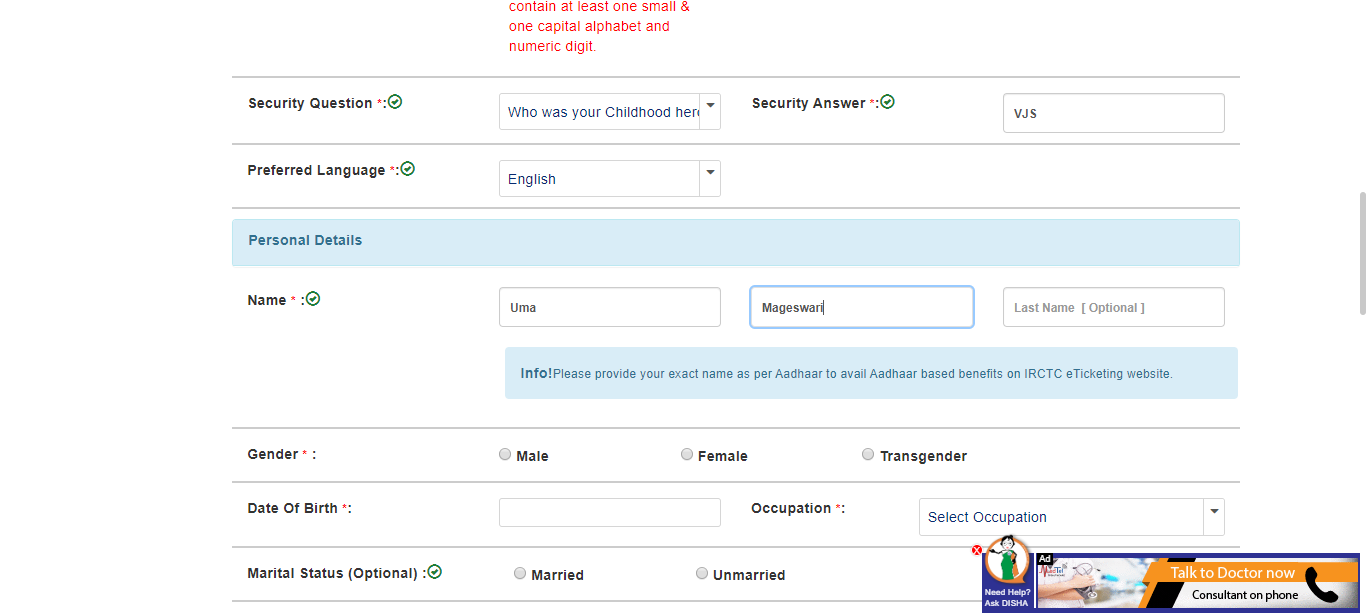 contain at least one small &
one capital alphabet and
numeric digit.
Security Question *:
Who was your Childhood her
Security Answer *:
VJS
Preferred Language *:
English
Personal Details
Name * :
Uma
Mageswari
Last Name [ Optional ]
Info!Please provide your exact name as per Aadhaar to avail Aadhaar based benefits on IRCTC eTicketing website.
Gender * :
Male
Female
Transgender
Date Of Birth *:
Occupation *:
Select Occupation
Marital Status (Optional) :
Married
Unmarried
X
Need Help?
Ask DISHA
Ad
Talk to Doctor now
Consultant on phone